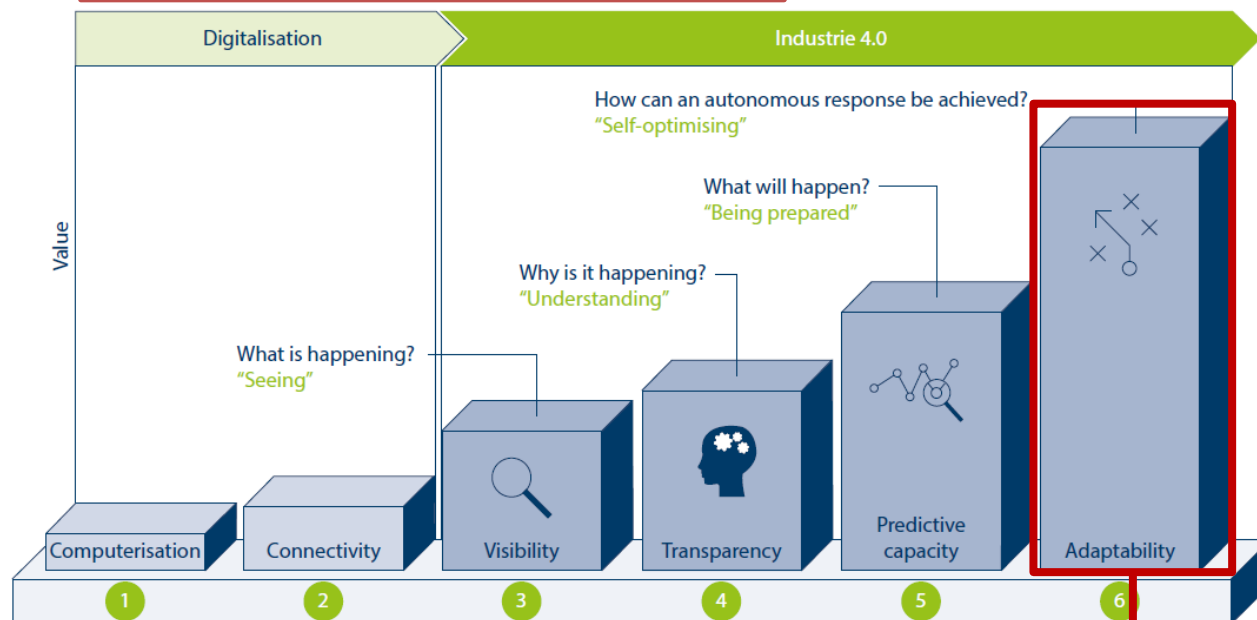 Digitalisation
Industrie 4.0
How can an autonomous response be achieved?
“Self-optimising”
What will happen?
“Being prepared”
Why is it happening?
“Understanding”
What is happening?
“Seeing”
Value
Computerisation
Connectivity
Visibility
Transparency
Predictive
capacity
Adaptability
1
2
3
4
5
6